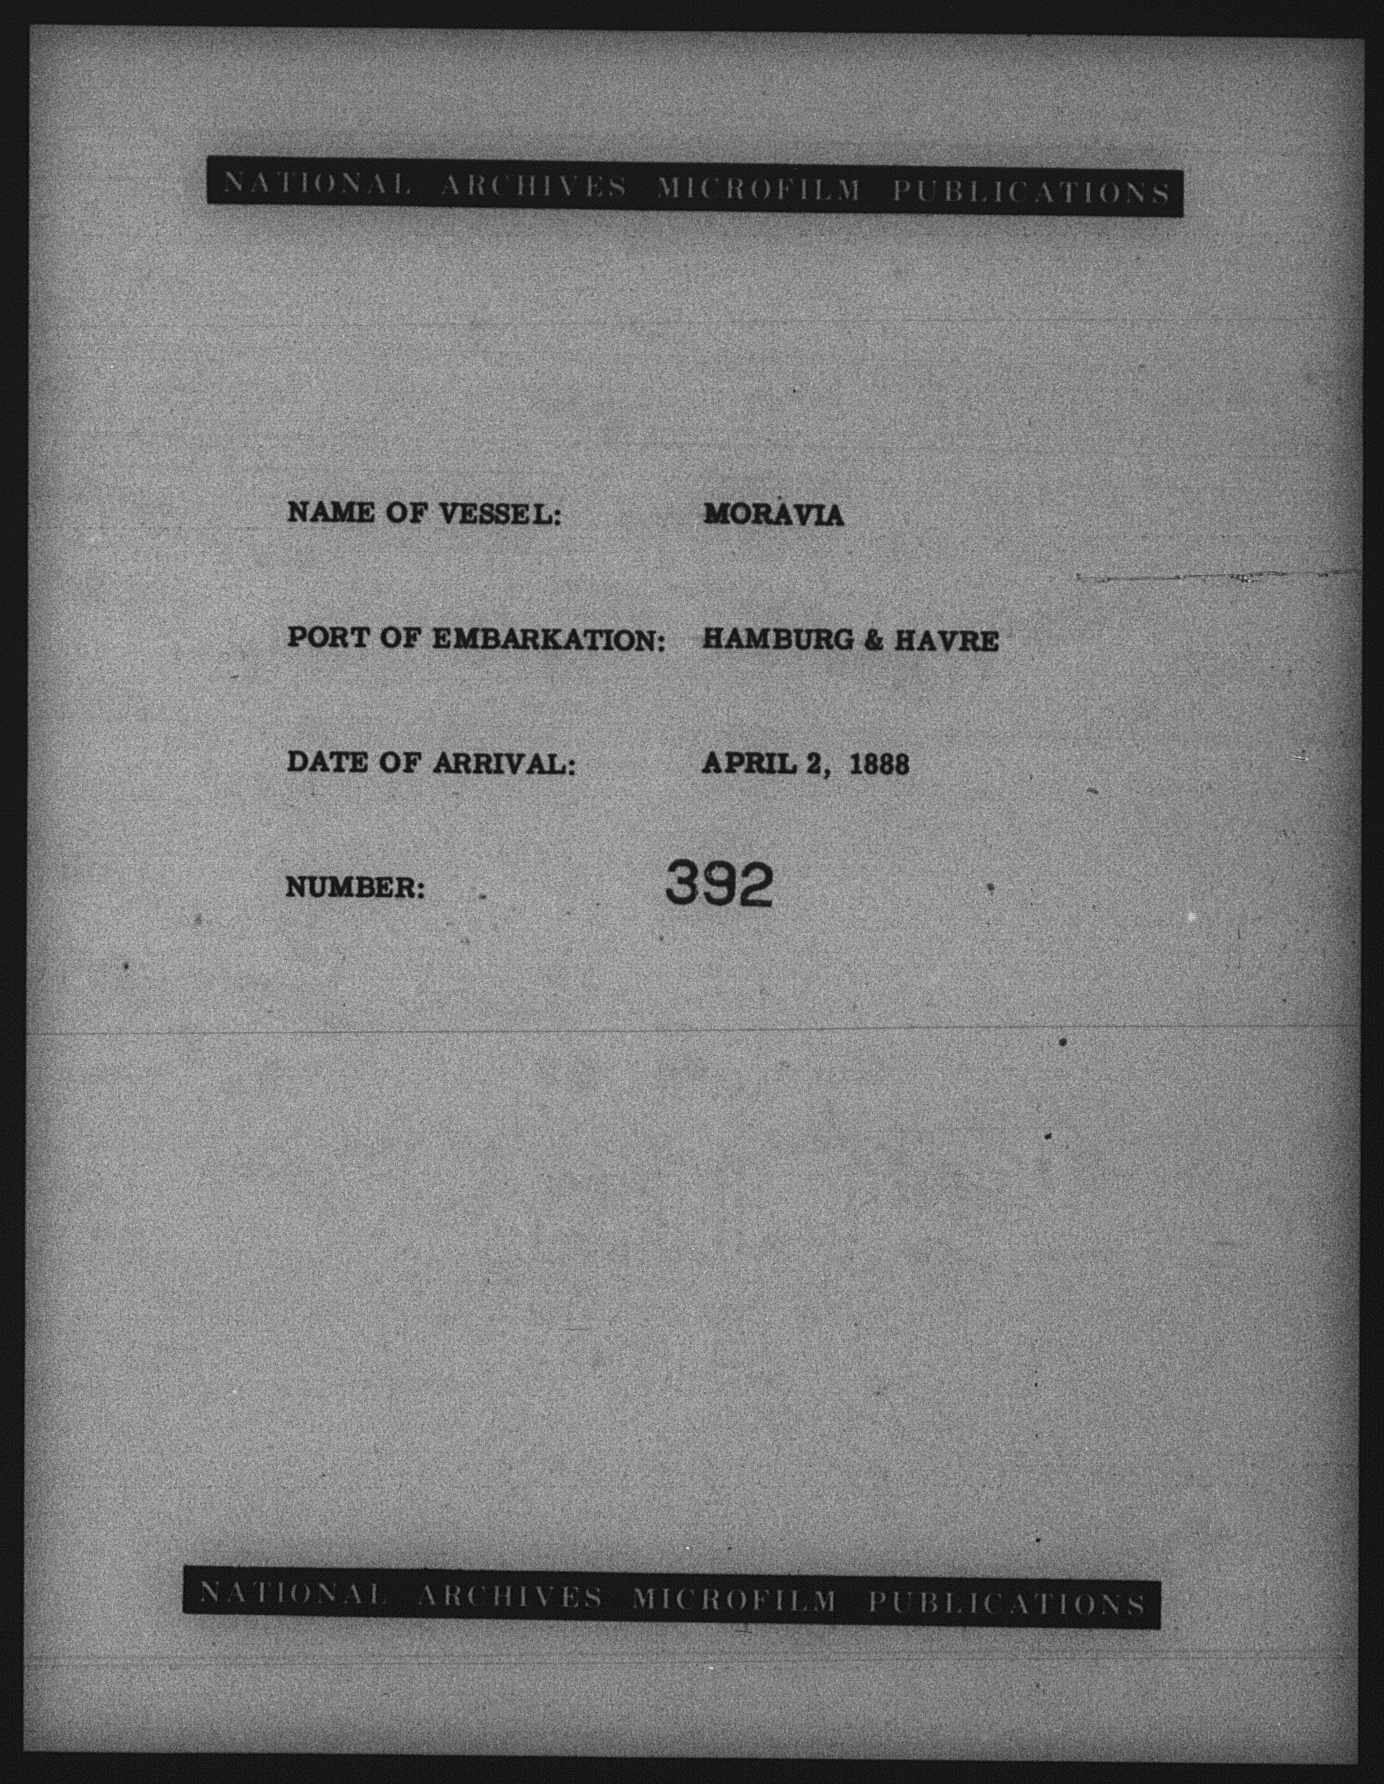 NATIONAL ARCHIVES MICROFILM PUBLICATIONS
NAME OF VESSEL: MORAVIA
PORT OF EMBARKATION: HAMBURG & HAVRE
DATE OF ARRIVAL: APRIL 2, 1888
NUMBER: 392
NATIONAL ARCHIVES MICROFILM PUBLICATIONS